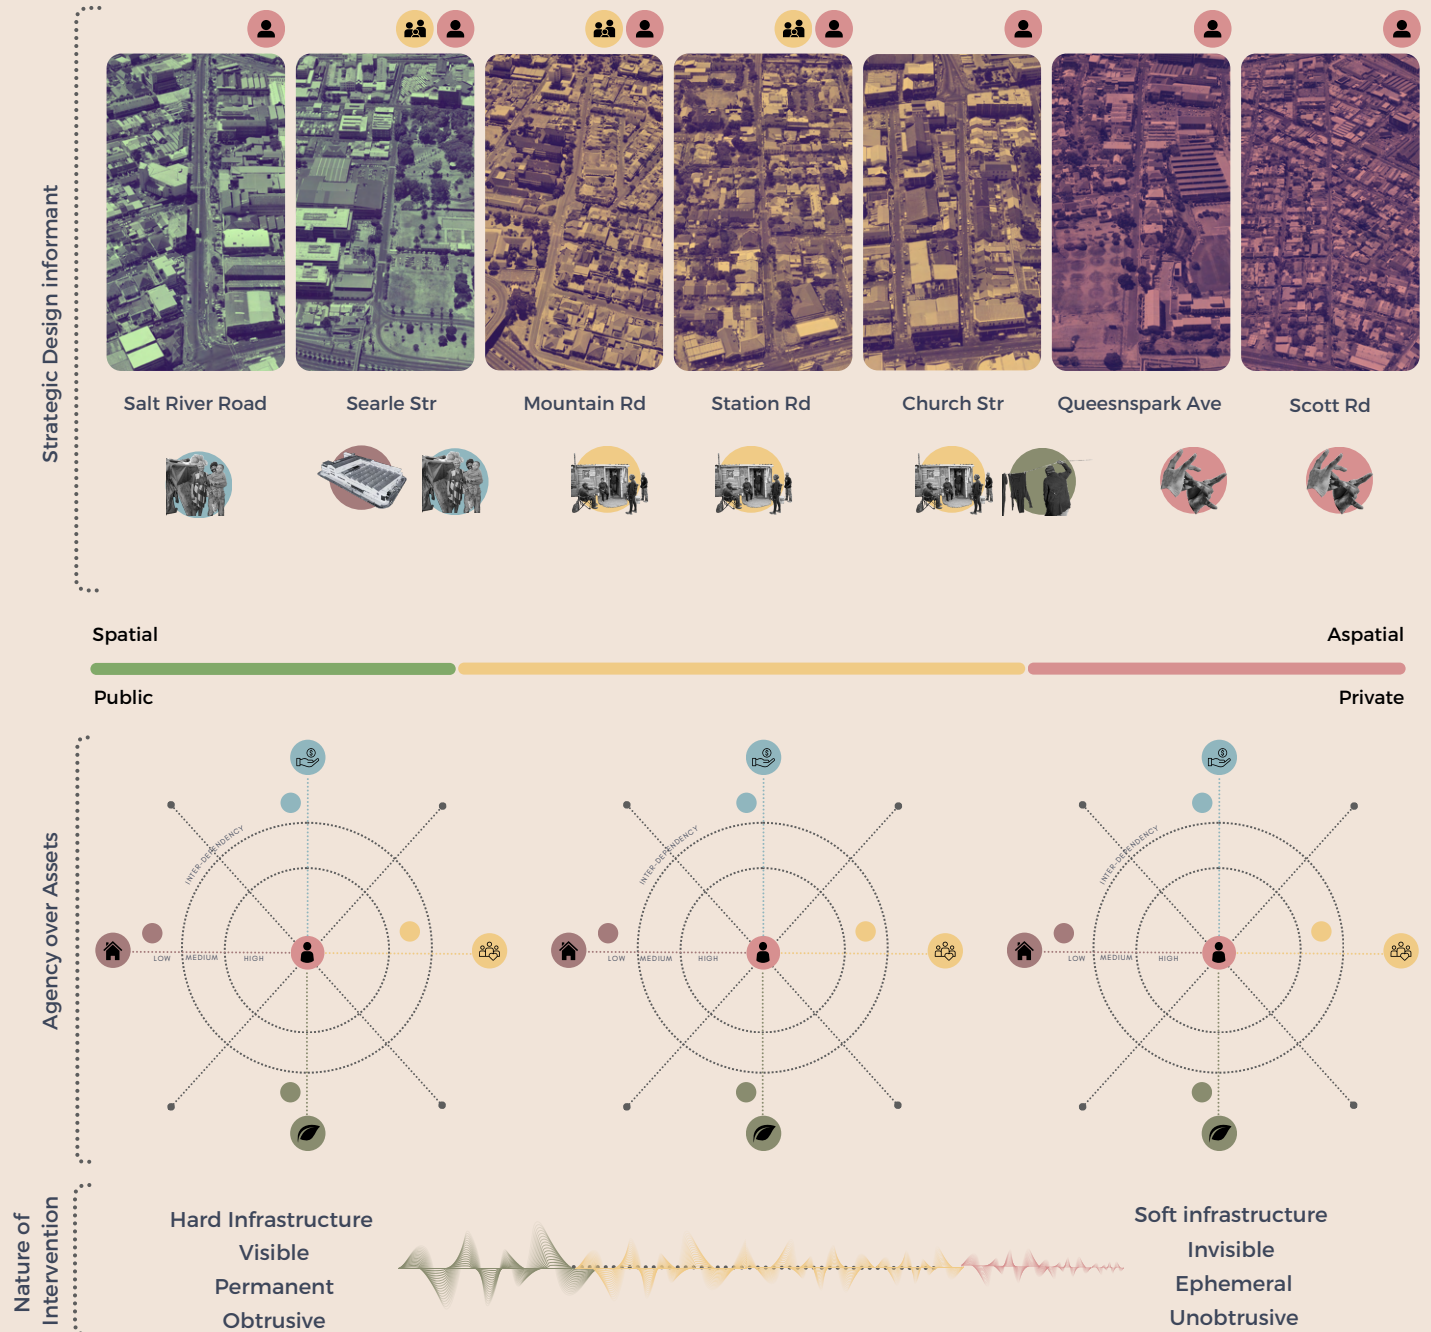 Strategic Design informant
Salt River Road
Searle Str
Mountain Rd
Station Rd
Church Str
Queesnspark Ave
Scott Rd
Spatial
Aspatial
Public
Private
Agency over Assets
INTER-DEPENDENCY
LOW
MEDIUM
HIGH
INTER-DEPENDENCY
LOW
MEDIUM
HIGH
INTER-DEPENDENCY
LOW
MEDIUM
HIGH
Nature of
Intervention
Hard Infrastructure
Visible
Permanent
Obtrusive
Soft infrastructure
Invisible
Ephemeral
Unobtrusive